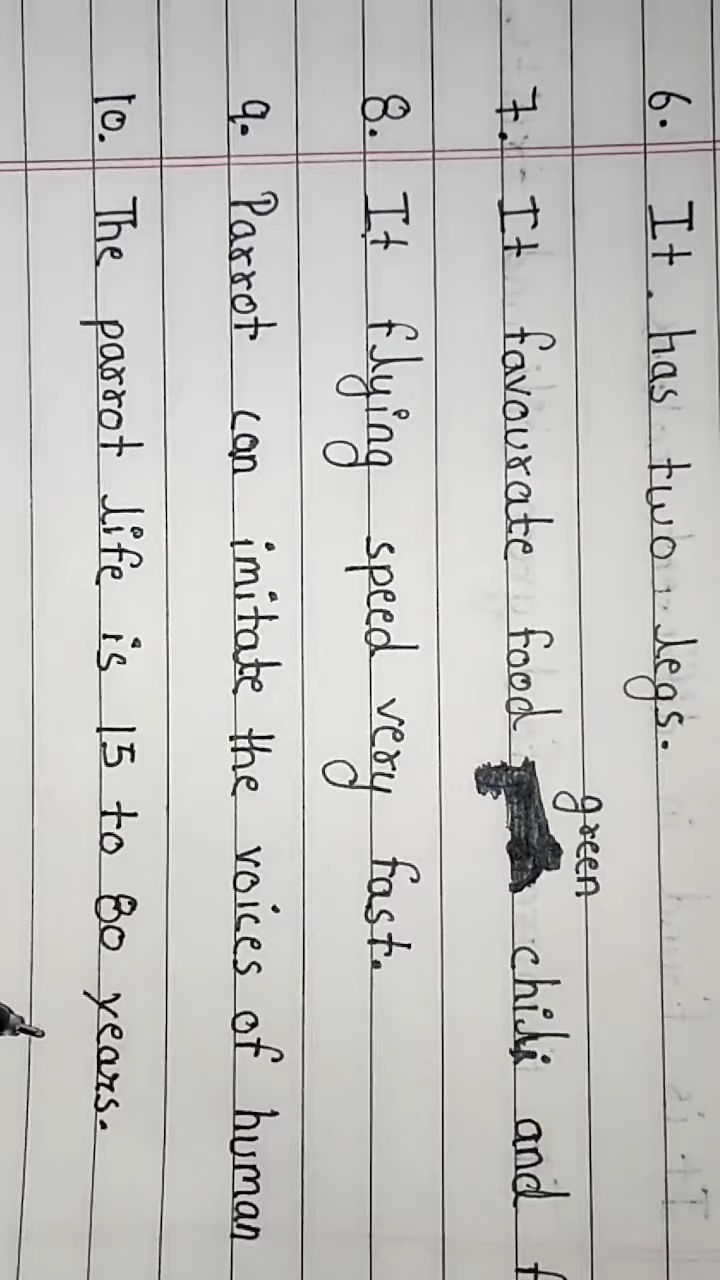 6. It has two legs.
7. It favourate food green chili and
8. It flying speed very fast.
9. Parrot can imitate the voices of human
10. The parrot life is 15 to 80 years.